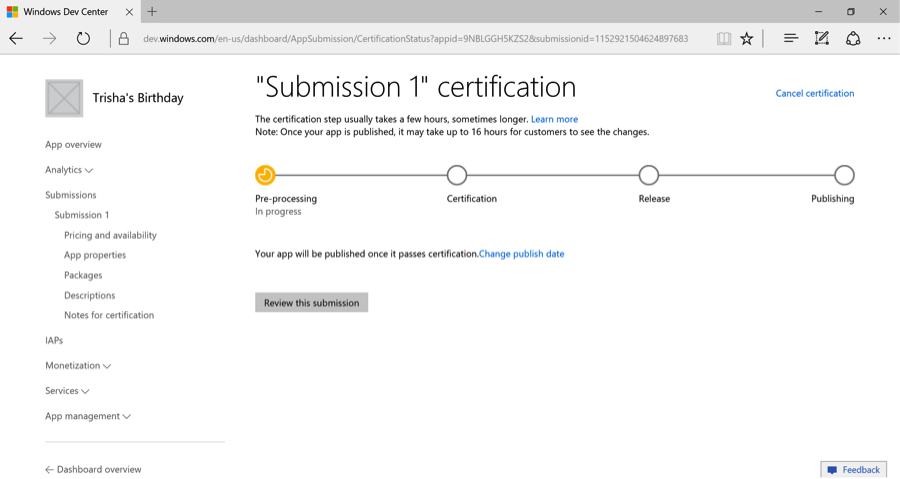 Windows Dev Center
dev.windows.com/en-us/dashboard/AppSubmission/CertificationStatus?appid=9NBLGGH5KZS2&submissionid=1152921504624897683
Trisha's Birthday
App overview
Analytics
Submissions
Submission 1
Pricing and availability
App properties
Packages
Descriptions
Notes for certification
IAPs
Monetization
Services
App management
Dashboard overview
"Submission 1" certification
Cancel certification
The certification step usually takes a few hours, sometimes longer. Learn more
Note: Once your app is published, it may take up to 16 hours for customers to see the changes.
Pre-processing
In progress
Certification
Release
Publishing
Your app will be published once it passes certification.Change publish date
Review this submission
Feedback